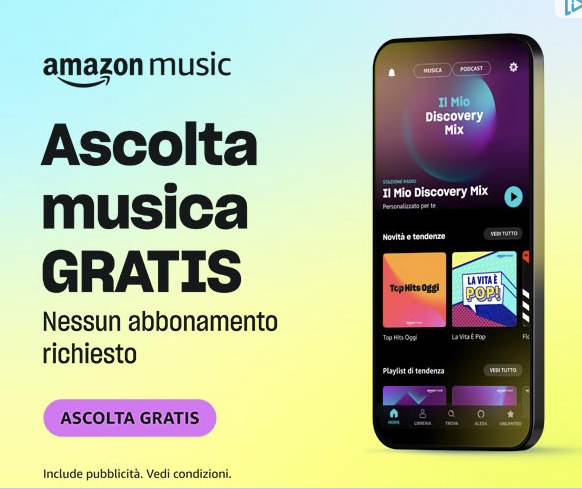 amazon music
Ascolta
musica
GRATIS
Nessun abbonamento
richiesto
ASCOLTA GRATIS
Include pubblicità. Vedi condizioni.
MUSICA PODCAST
Il Mio
Discovery
Mix
STAZIONE RADIO
Il Mio Discovery Mix
Personalizzato per te
Novità e tendenze VEDI TUTTO
Top Hits Oggi
LA VITA È
POP!
Top Hits Oggi La Vita È Pop
Playlist di tendenza VEDI TUTTO
HOME LIBRERIA TROVA ALEXA UNLIMITED